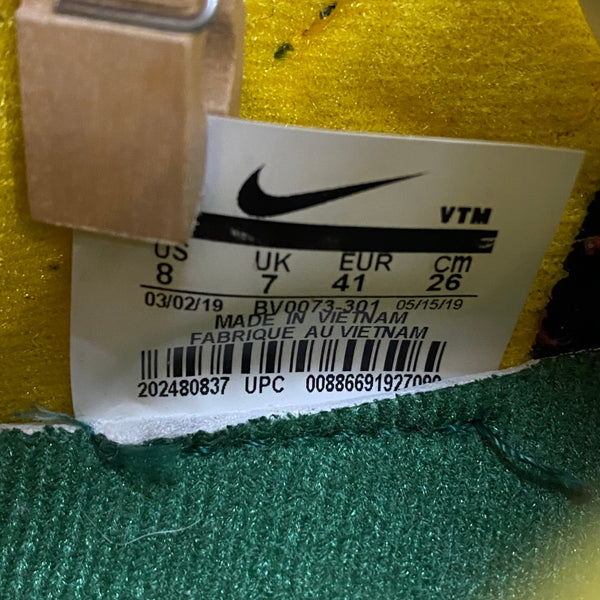 VTM
US UK EUR cm
8 7 41 26
03/02/19 BV0073-301 05/15/19
MADE IN VIETNAM
FABRIQUE AU VIETNAM
202480837 UPC